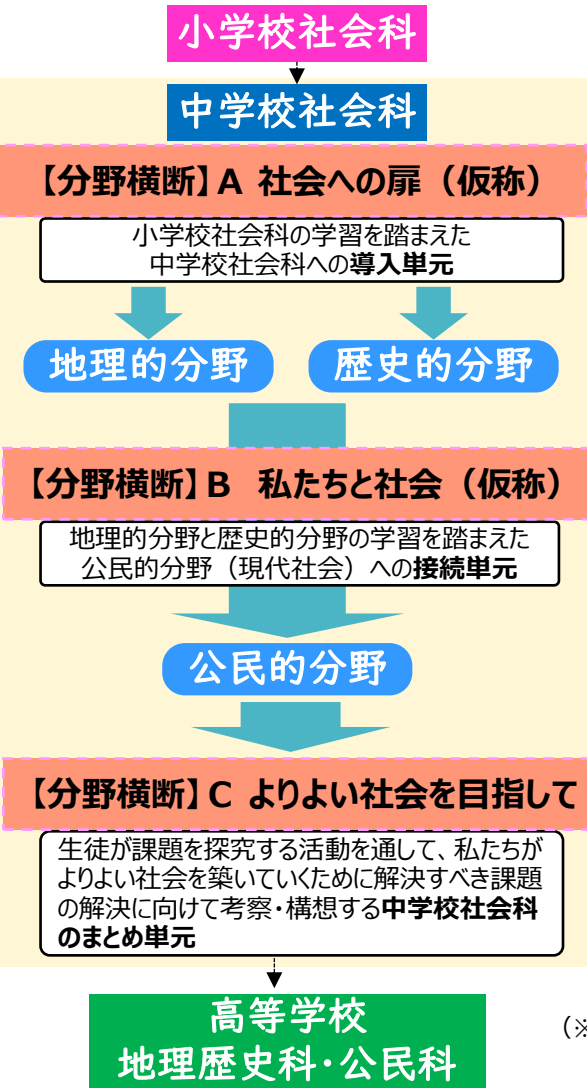 小学校社会科
中学校社会科
【分野横断】A 社会への扉（仮称）
小学校社会科の学習を踏まえた
中学校社会科への導入単元
地理的分野
歴史的分野
【分野横断】B 私たちと社会（仮称）
地理的分野と歴史的分野の学習を踏まえた
公民的分野（現代社会）への接続単元
公民的分野
【分野横断】C よりよい社会を目指して
生徒が課題を探究する活動を通して、私たちが
よりよい社会を築いていくために解決すべき課題
の解決に向けて考察・構想する中学校社会科
のまとめ単元
高等学校
地理歴史科・公民科
（※